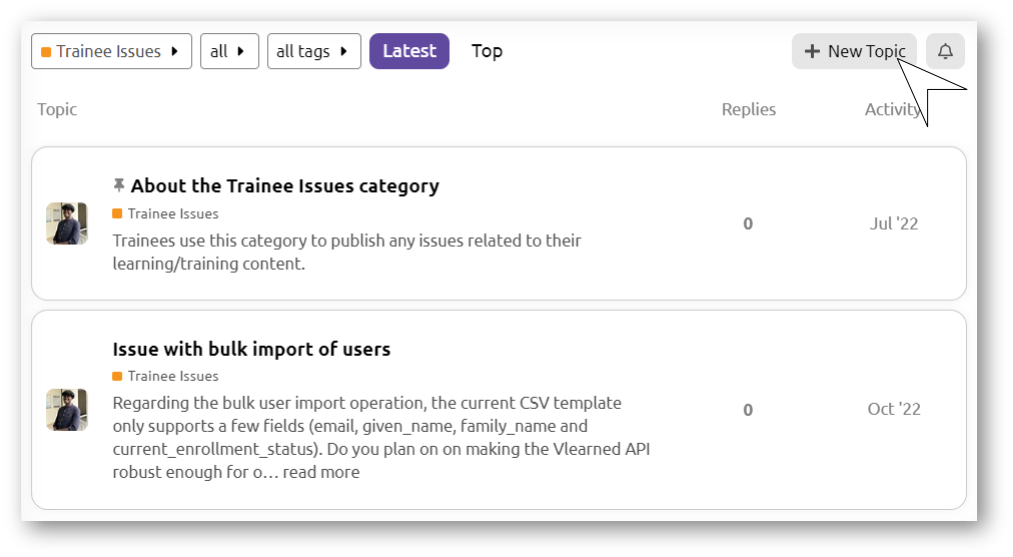 Trainee Issues all all tags Latest Top New Topic
Topic Replies Activity
About the Trainee Issues category
Trainee Issues
Trainees use this category to publish any issues related to their
learning/training content.
0 Jul '22
Issue with bulk import of users
Trainee Issues
Regarding the bulk user import operation, the current CSV template
only supports a few fields (email, given_name, family_name and
current_enrollment_status). Do you plan on on making the Vlearned API
robust enough for o... read more
0 Oct '22